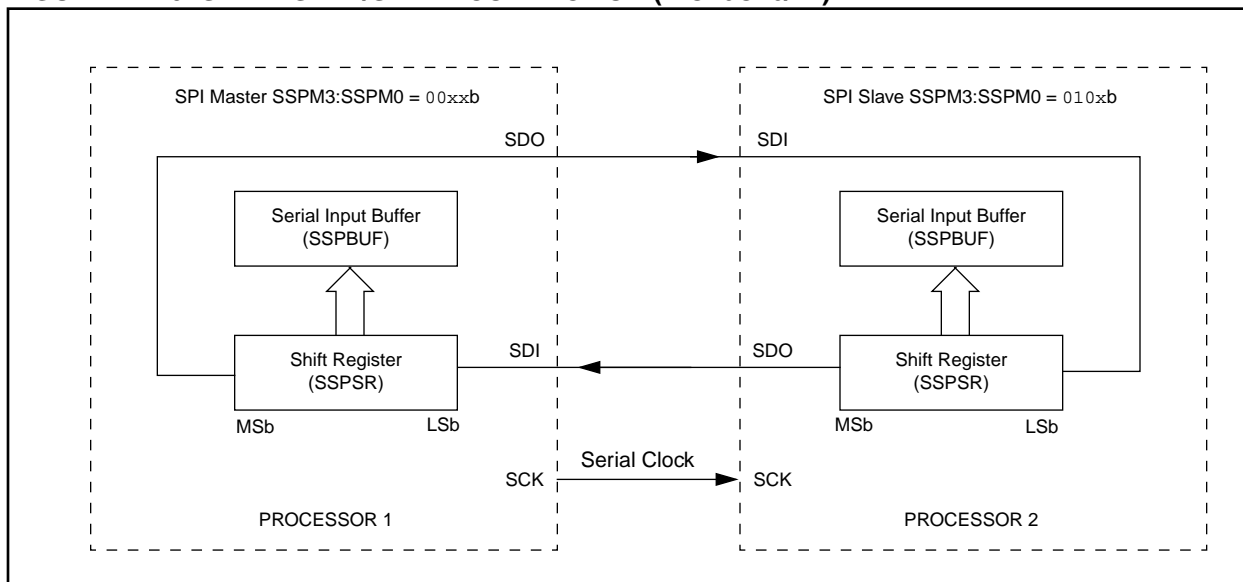 SPI Master SSPM3:SSPM0 = 00xxb
SPI Slave SSPM3:SSPM0 = 010xb
SDO
SDI
Serial Input Buffer
(SSPBUF)
Serial Input Buffer
(SSPBUF)
Shift Register
(SSPSR)
SDI
SDO
Shift Register
(SSPSR)
MSb
LSb
MSb
LSb
Serial Clock
SCK
SCK
PROCESSOR 1
PROCESSOR 2